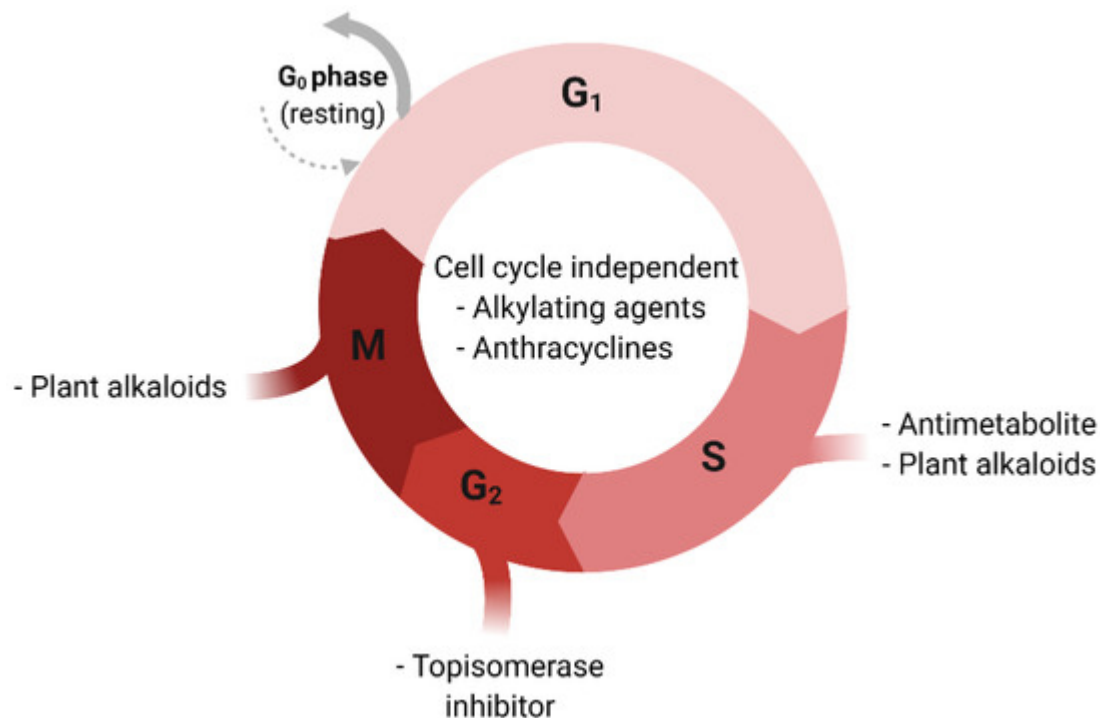 G₀ phase
(resting)
G₁
Cell cycle independent
- Alkylating agents
- Anthracyclines
M
- Plant alkaloids
S
- Antimetabolite
- Plant alkaloids
G₂
- Topisomerase
inhibitor